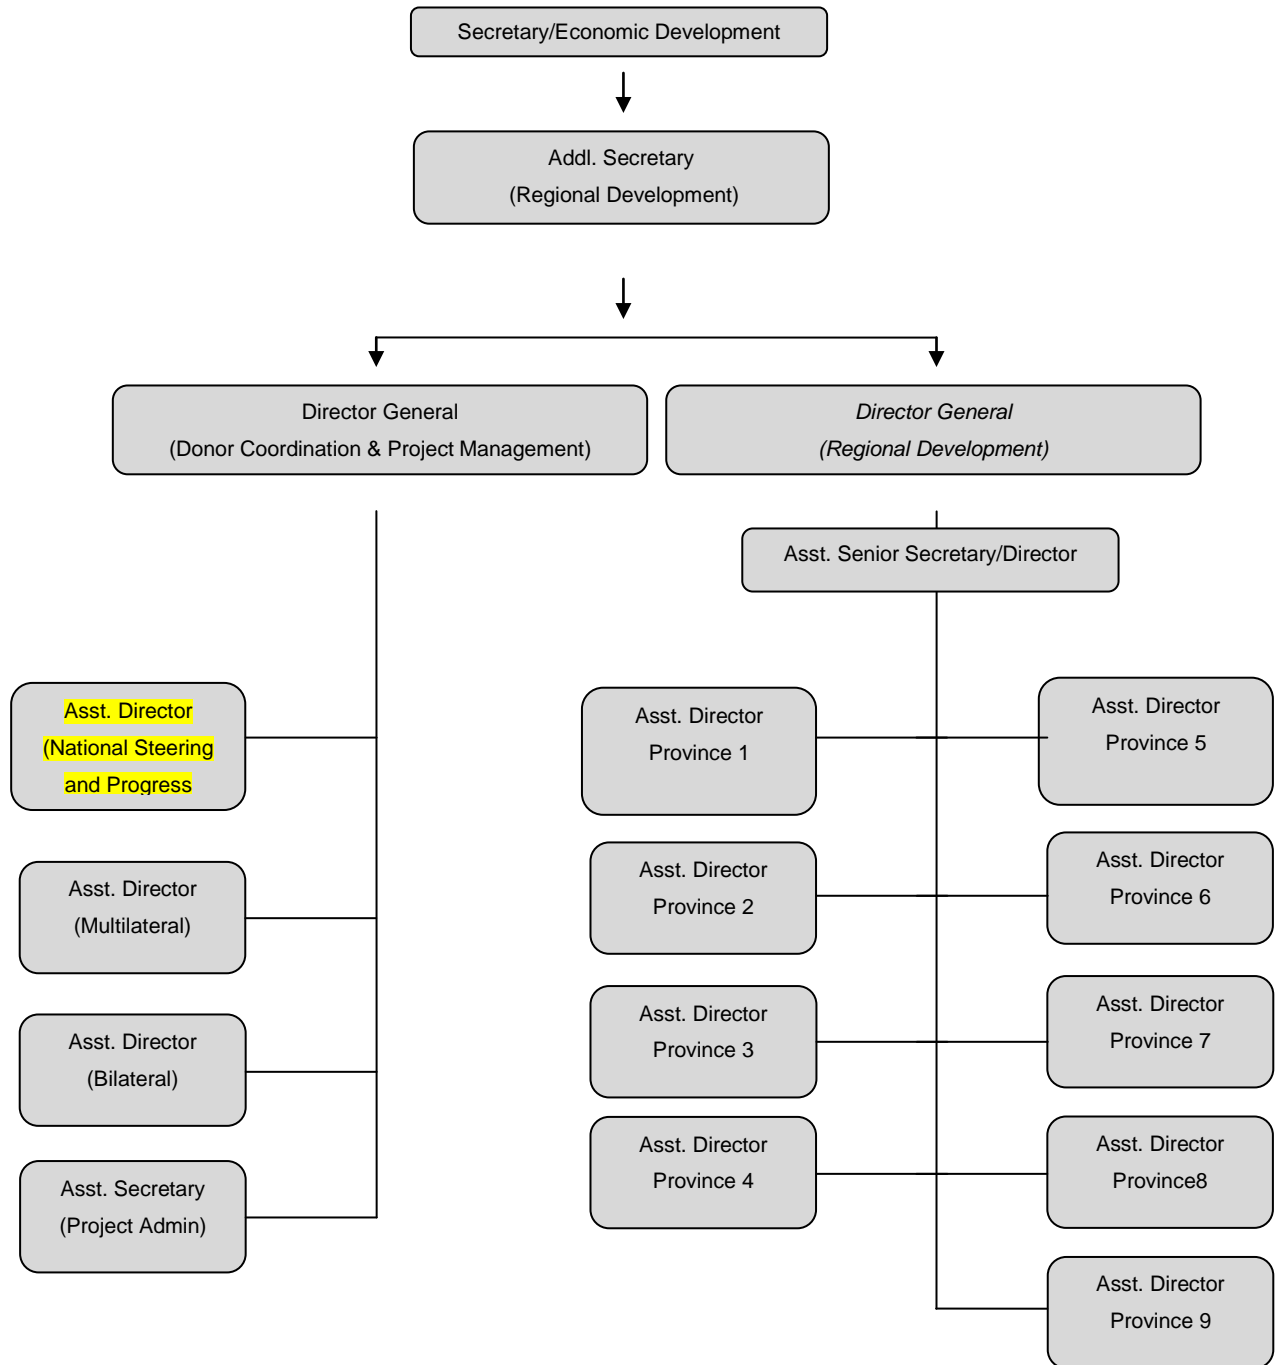 Secretary/Economic Development
Addl. Secretary
(Regional Development)
Director General
(Donor Coordination & Project Management)
Director General
(Regional Development)
Asst. Senior Secretary/Director
Asst. Director
(National Steering
and Progress
Asst. Director
(Multilateral)
Asst. Director
(Bilateral)
Asst. Secretary
(Project Admin)
Asst. Director
Province 1
Asst. Director
Province 2
Asst. Director
Province 3
Asst. Director
Province 4
Asst. Director
Province 5
Asst. Director
Province 6
Asst. Director
Province 7
Asst. Director
Province8
Asst. Director
Province 9